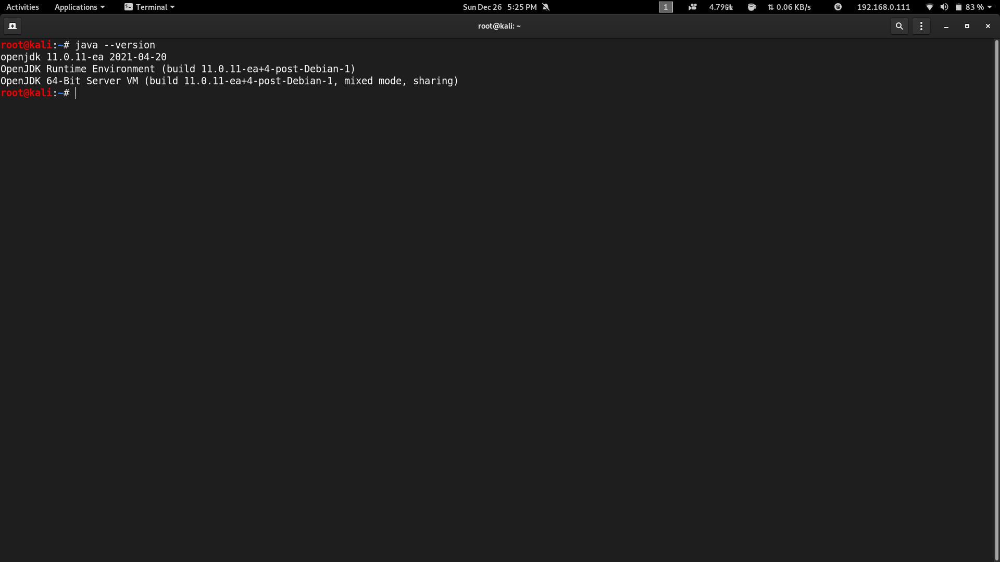 Activities Applications Terminal Sun Dec 26 5:25 PM 1 4.79GHz 0.06 KB/s 192.168.0.111 83 %
root@kali: ~
root@kali:~# java --version
openjdk 11.0.11-ea 2021-04-20
OpenJDK Runtime Environment (build 11.0.11-ea+4-post-Debian-1)
OpenJDK 64-Bit Server VM (build 11.0.11-ea+4-post-Debian-1, mixed mode, sharing)
root@kali:~#